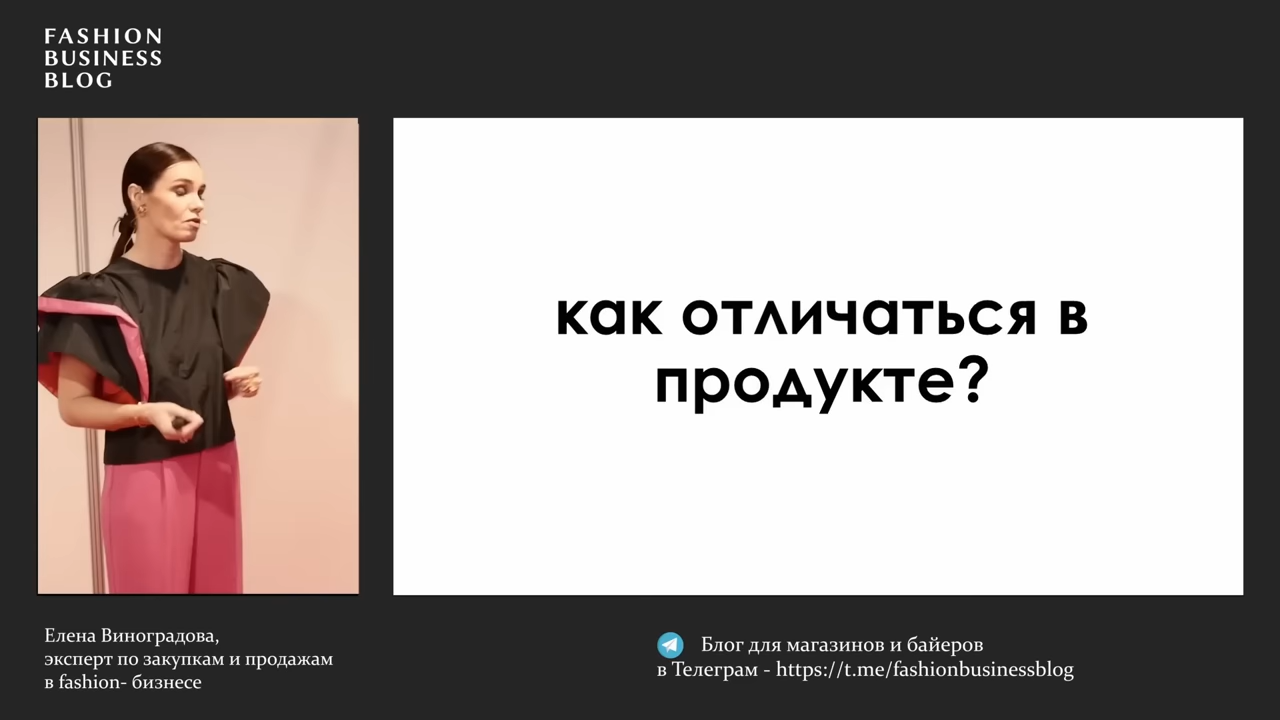 FASHION
BUSINESS
BLOG
как отличаться в
продукте?
Елена Виноградова,
эксперт по закупкам и продажам
в fashion- бизнесе
Блог для магазинов и байеров
в Телеграм - https://t.me/fashionbusinessblog